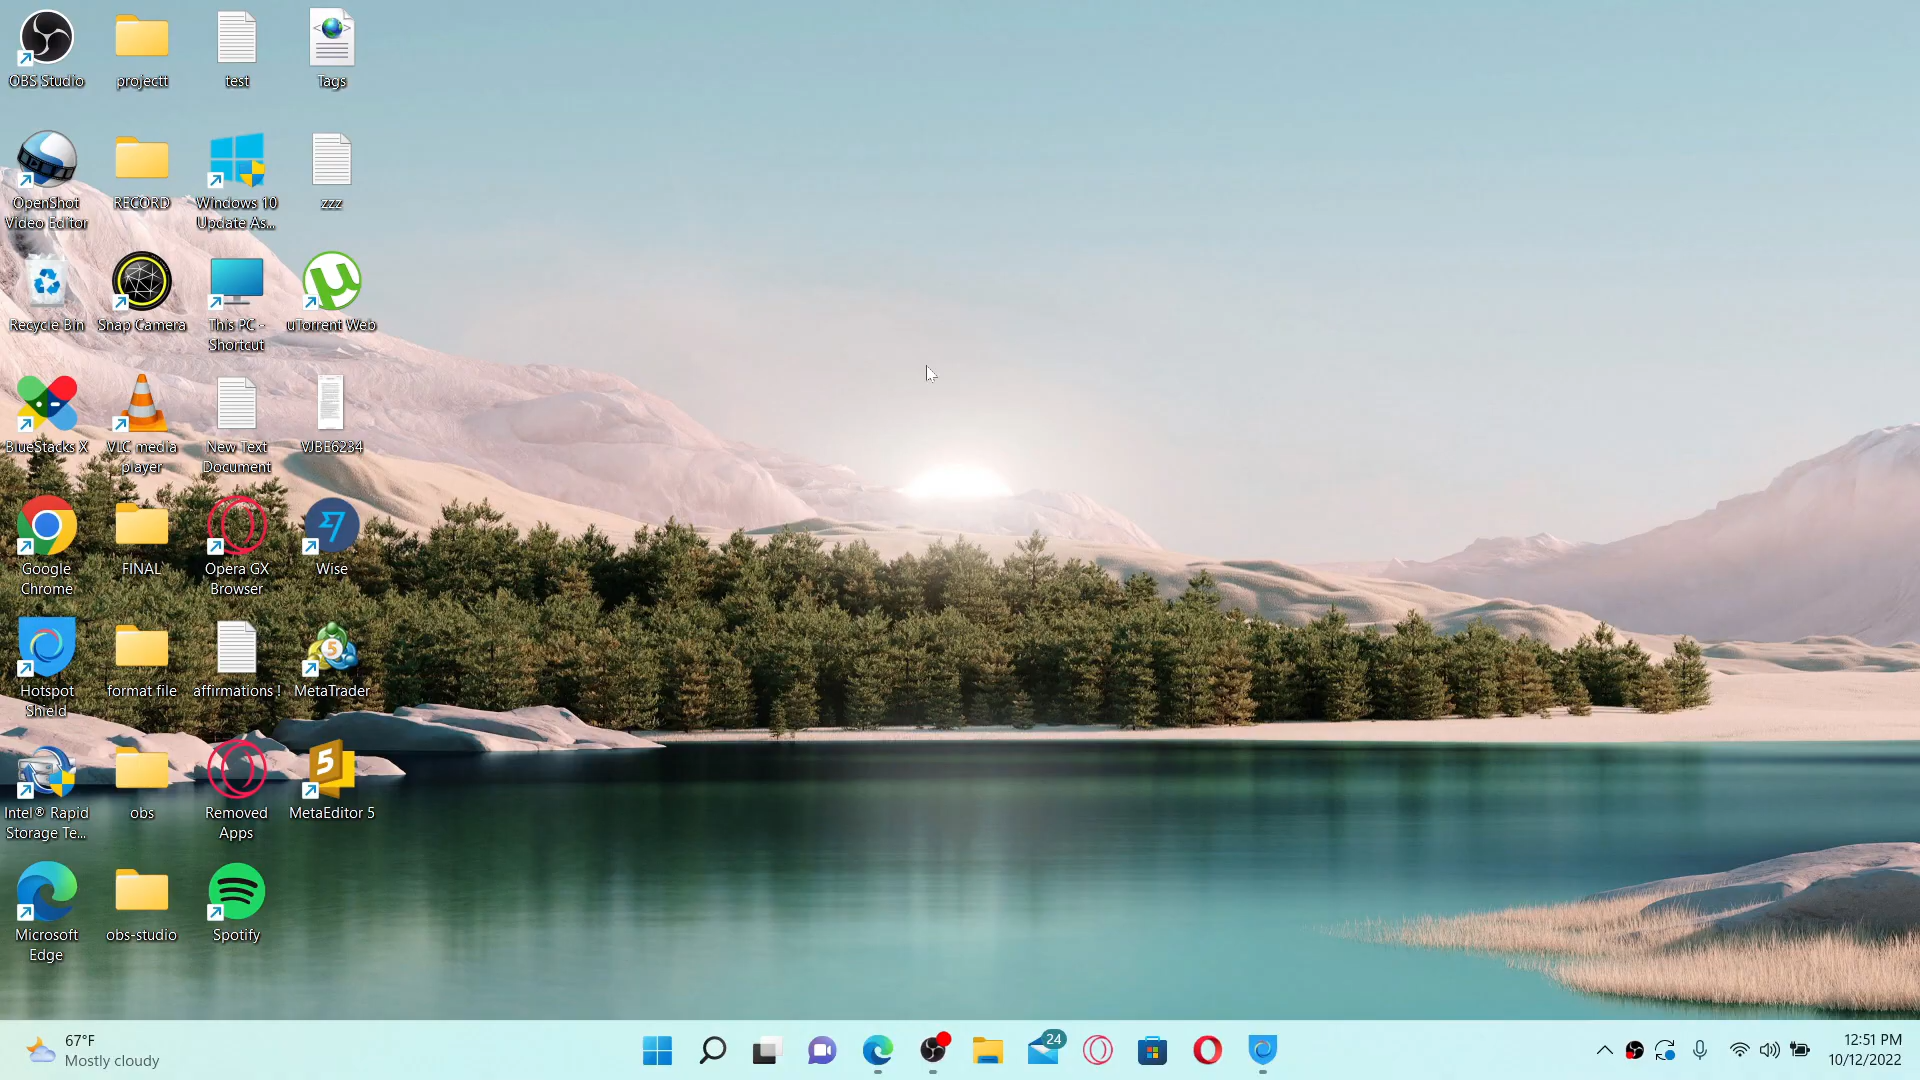 OBS Studio
projectt
test
Tags
OpenShot
Video Editor
RECORD
Windows 10
Update As...
zzz
Recycle Bin
Snap Camera
This PC -
Shortcut
uTorrent Web
BlueStacks X
VLC media
player
New Text
Document
VJBE6234
Google
Chrome
FINAL
Opera GX
Browser
Wise
Hotspot
Shield
format file
affirmations !
MetaTrader
5
Intel® Rapid
Storage Te...
obs
Removed
Apps
5
MetaEditor 5
Microsoft
Edge
obs-studio
Spotify
67°F
Mostly cloudy
24
12:51 PM
10/12/2022